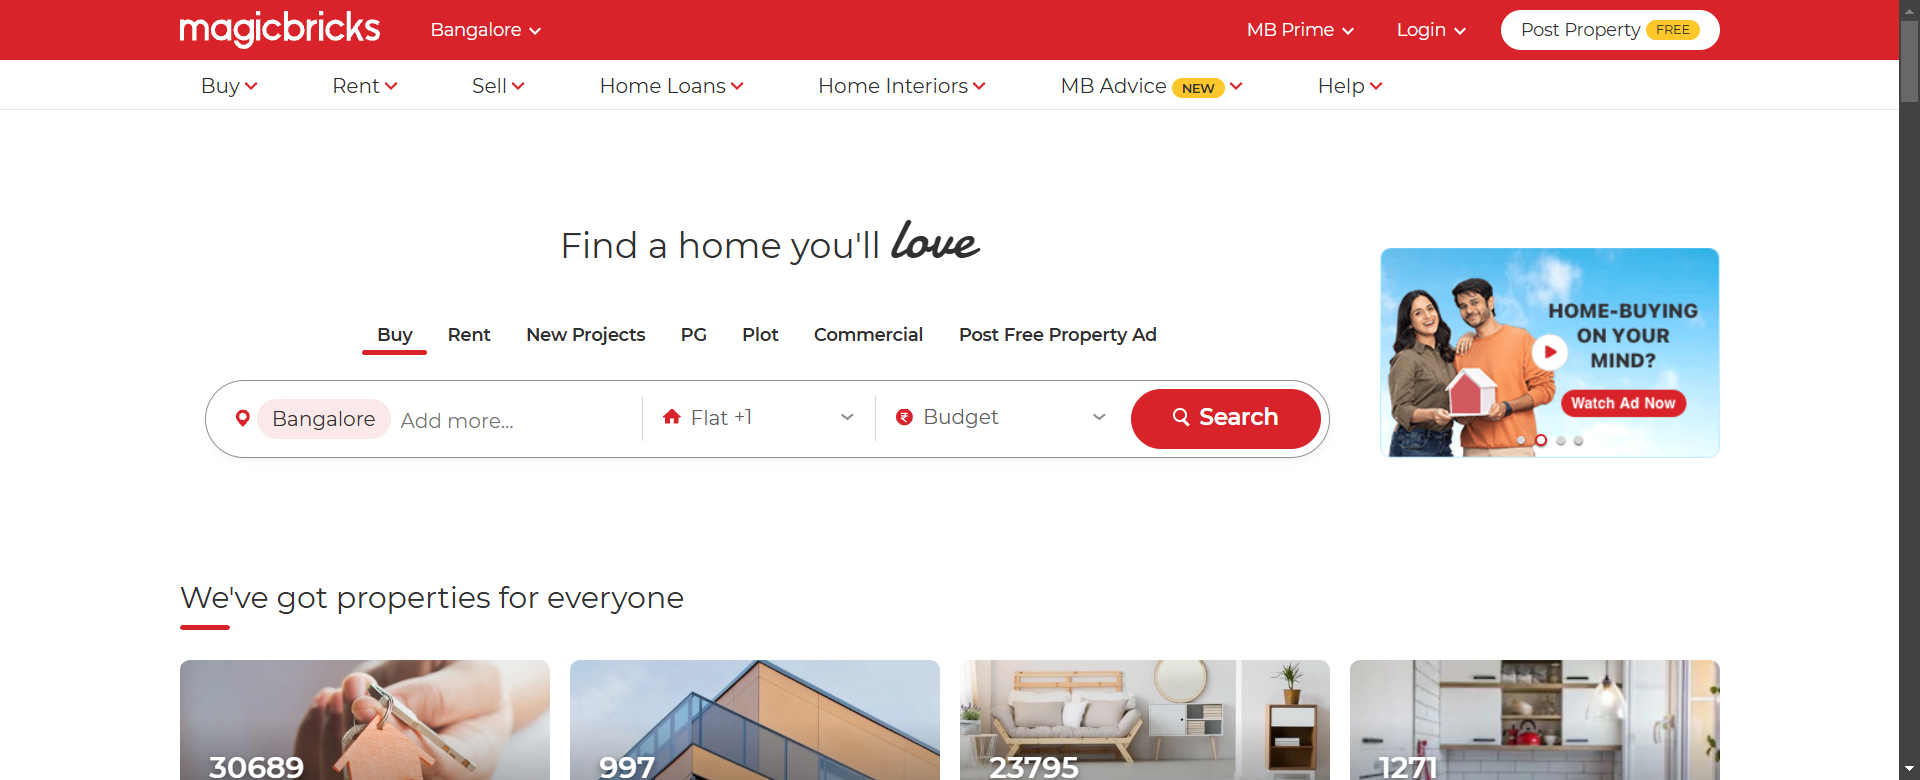 magicbricks
Bangalore
MB Prime
Login
Post Property FREE
Buy
Rent
Sell
Home Loans
Home Interiors
MB Advice NEW
Help
Find a home you'll love
Buy
Rent
New Projects
PG
Plot
Commercial
Post Free Property Ad
Bangalore
Add more...
Flat +1
Budget
Search
HOME-BUYING
ON YOUR
MIND?
Watch Ad Now
We've got properties for everyone
30689
997
23795
1271